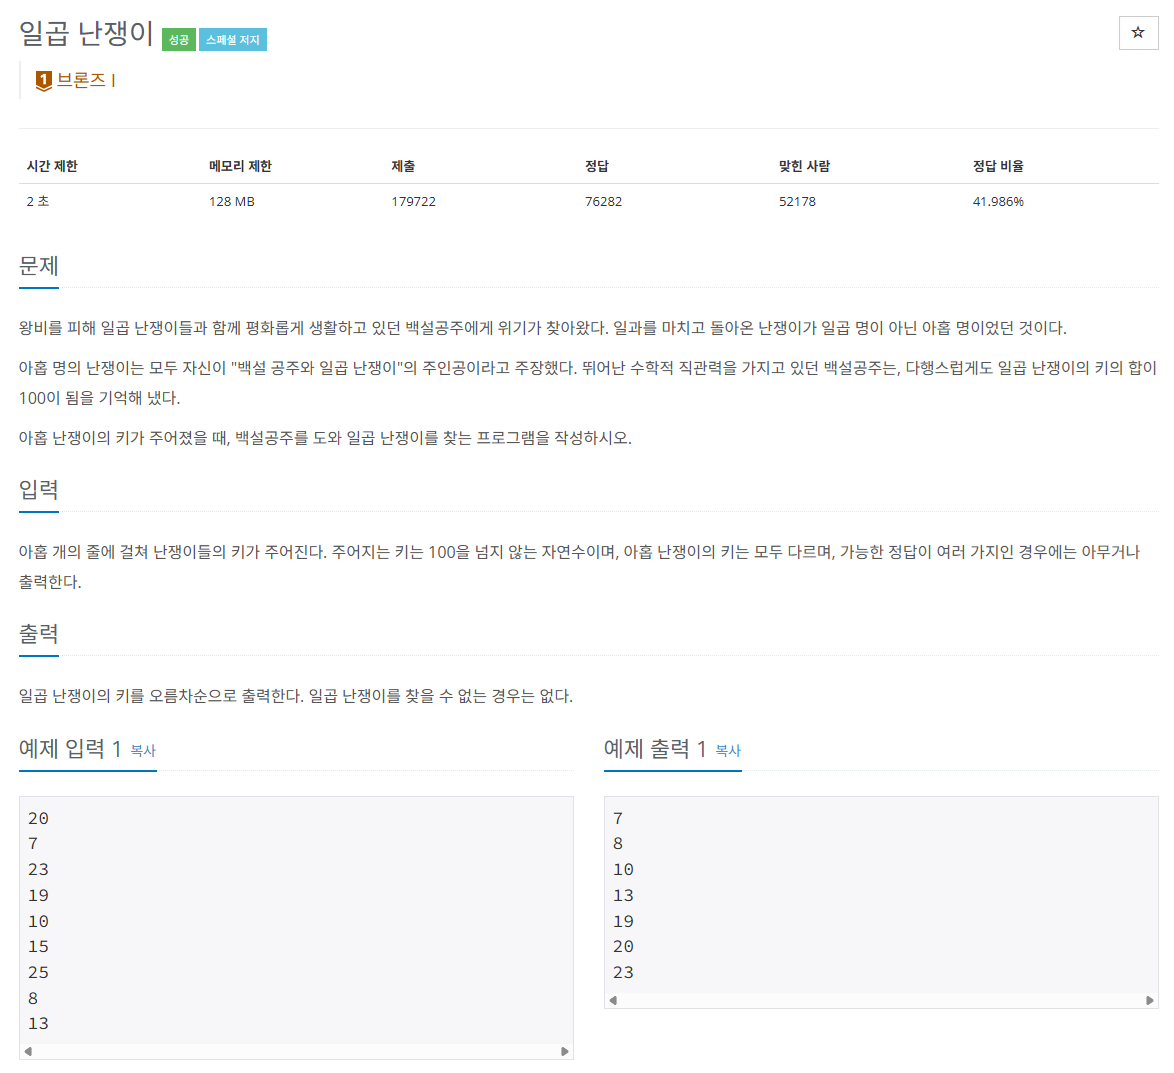 일곱 난쟁이 성공 스페셜 저지
☆
1 브론즈 I
시간 제한 메모리 제한 제출 정답 맞힌 사람 정답 비율
2 초 128 MB 179722 76282 52178 41.986%
문제
왕비를 피해 일곱 난쟁이들과 함께 평화롭게 생활하고 있던 백설공주에게 위기가 찾아왔다. 일과를 마치고 돌아온 난쟁이가 일곱 명이 아닌 아홉 명이었던 것이다.
아홉 명의 난쟁이는 모두 자신이 "백설 공주와 일곱 난쟁이"의 주인공이라고 주장했다. 뛰어난 수학적 직관력을 가지고 있던 백설공주는, 다행스럽게도 일곱 난쟁이의 키의 합이
100이 됨을 기억해 냈다.
아홉 난쟁이의 키가 주어졌을 때, 백설공주를 도와 일곱 난쟁이를 찾는 프로그램을 작성하시오.
입력
아홉 개의 줄에 걸쳐 난쟁이들의 키가 주어진다. 주어지는 키는 100을 넘지 않는 자연수이며, 아홉 난쟁이의 키는 모두 다르며, 가능한 정답이 여러 가지인 경우에는 아무거나
출력한다.
출력
일곱 난쟁이의 키를 오름차순으로 출력한다. 일곱 난쟁이를 찾을 수 없는 경우는 없다.
예제 입력 1 복사
20
7
23
19
10
15
25
8
13
예제 출력 1 복사
7
8
10
13
19
20
23